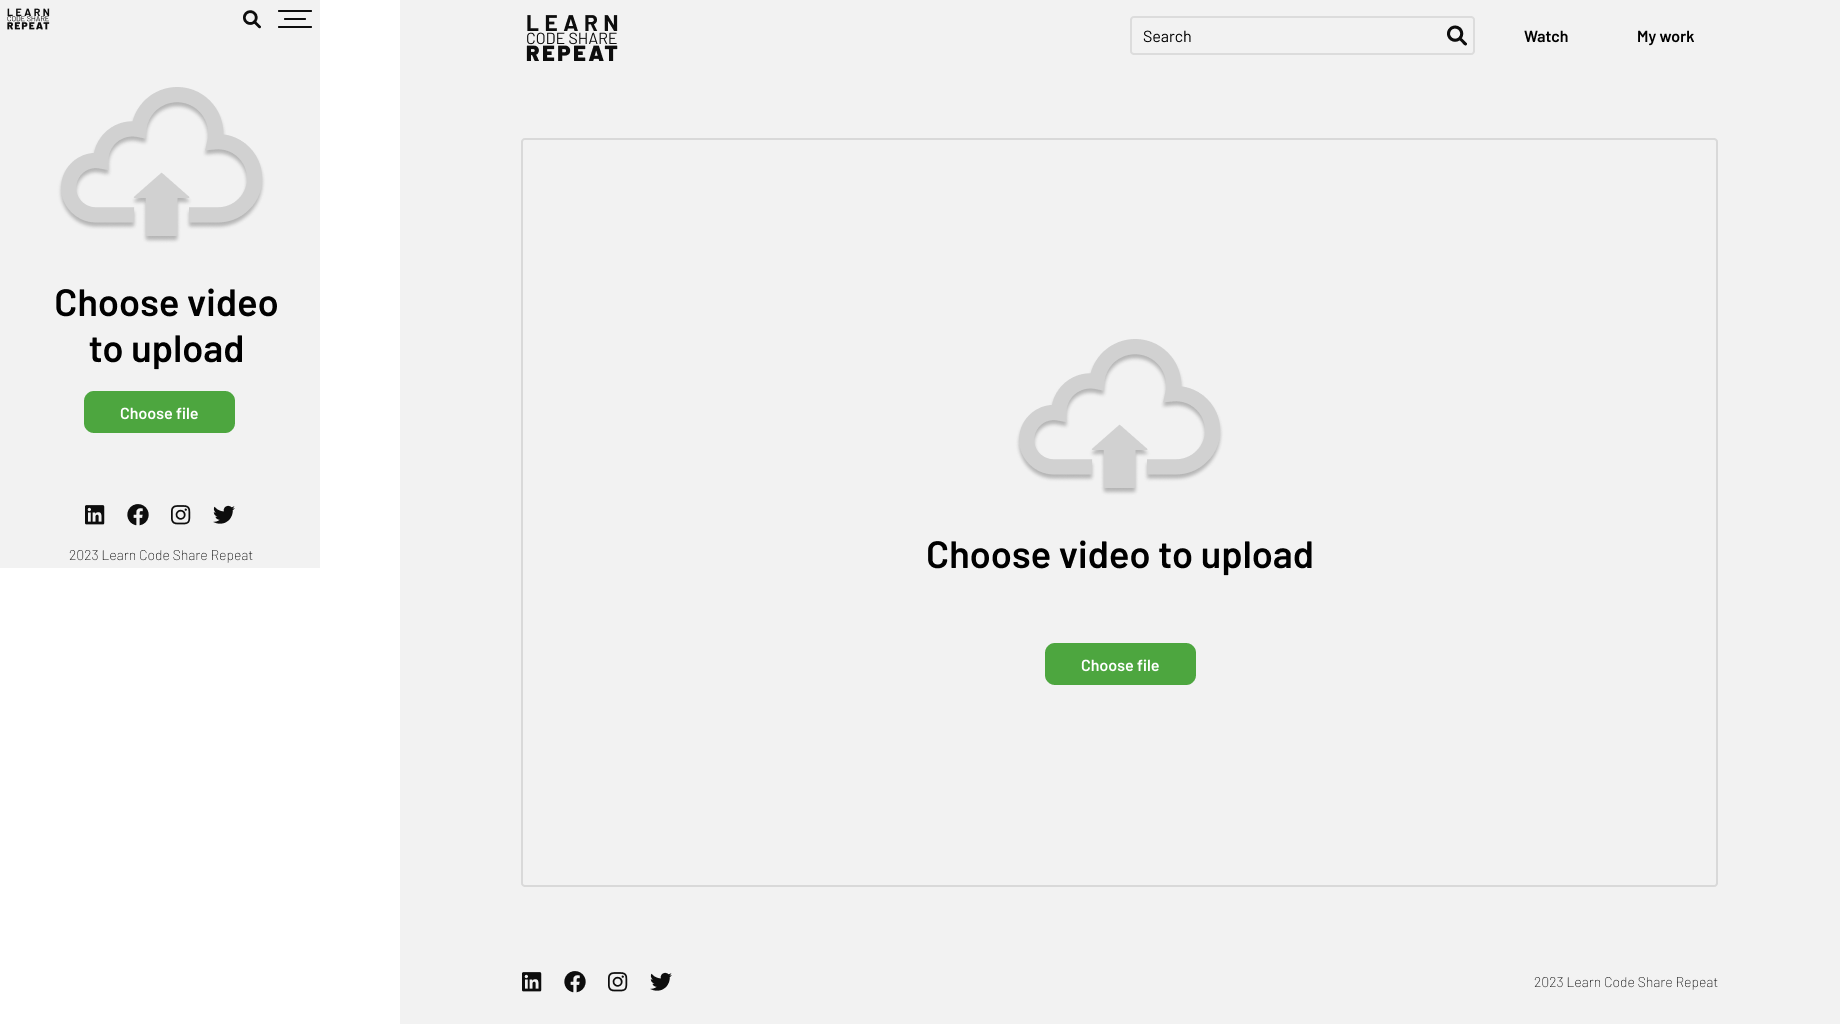 LEARN
CODE SHARE
REPEAT
Choose video
to upload
Choose file
2023 Learn Code Share Repeat
LEARN
CODE SHARE
REPEAT
Search
Watch
My work
Choose video to upload
Choose file
2023 Learn Code Share Repeat